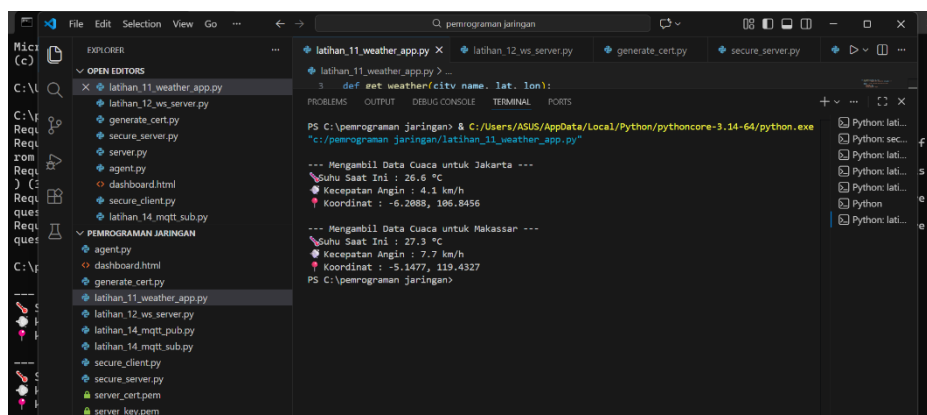 File Edit Selection View Go ... pemrograman jaringan
EXPLORER
OPEN EDITORS
latihan_11_weather_app.py
latihan_12_ws_server.py
generate_cert.py
secure_server.py
server.py
agent.py
dashboard.html
secure_client.py
latihan_14_mqtt_sub.py
PEMROGRAMAN JARINGAN
agent.py
dashboard.html
generate_cert.py
latihan_11_weather_app.py
latihan_12_ws_server.py
latihan_14_mqtt_pub.py
latihan_14_mqtt_sub.py
secure_client.py
secure_server.py
server_cert.pem
server_key.pem
latihan_11_weather_app.py latihan_12_ws_server.py generate_cert.py secure_server.py
latihan_11_weather_app.py > ...
3 def get_weather(city_name, lat, lon):
PROBLEMS OUTPUT DEBUG CONSOLE TERMINAL PORTS
PS C:\pemrograman jaringan> & C:/Users/ASUS/AppData/Local/Python/pythoncore-3.14-64/python.exe
"c:/pemrograman jaringan/latihan_11_weather_app.py"
--- Mengambil Data Cuaca untuk Jakarta ---
Suhu Saat Ini : 26.6 °C
Kecepatan Angin : 4.1 km/h
Koordinat : -6.2088, 106.8456
--- Mengambil Data Cuaca untuk Makassar ---
Suhu Saat Ini : 27.3 °C
Kecepatan Angin : 7.7 km/h
Koordinat : -5.1477, 119.4327
PS C:\pemrograman jaringan>
Python: lati...
Python: sec...
Python: lati...
Python: lati...
Python
Python: lati...